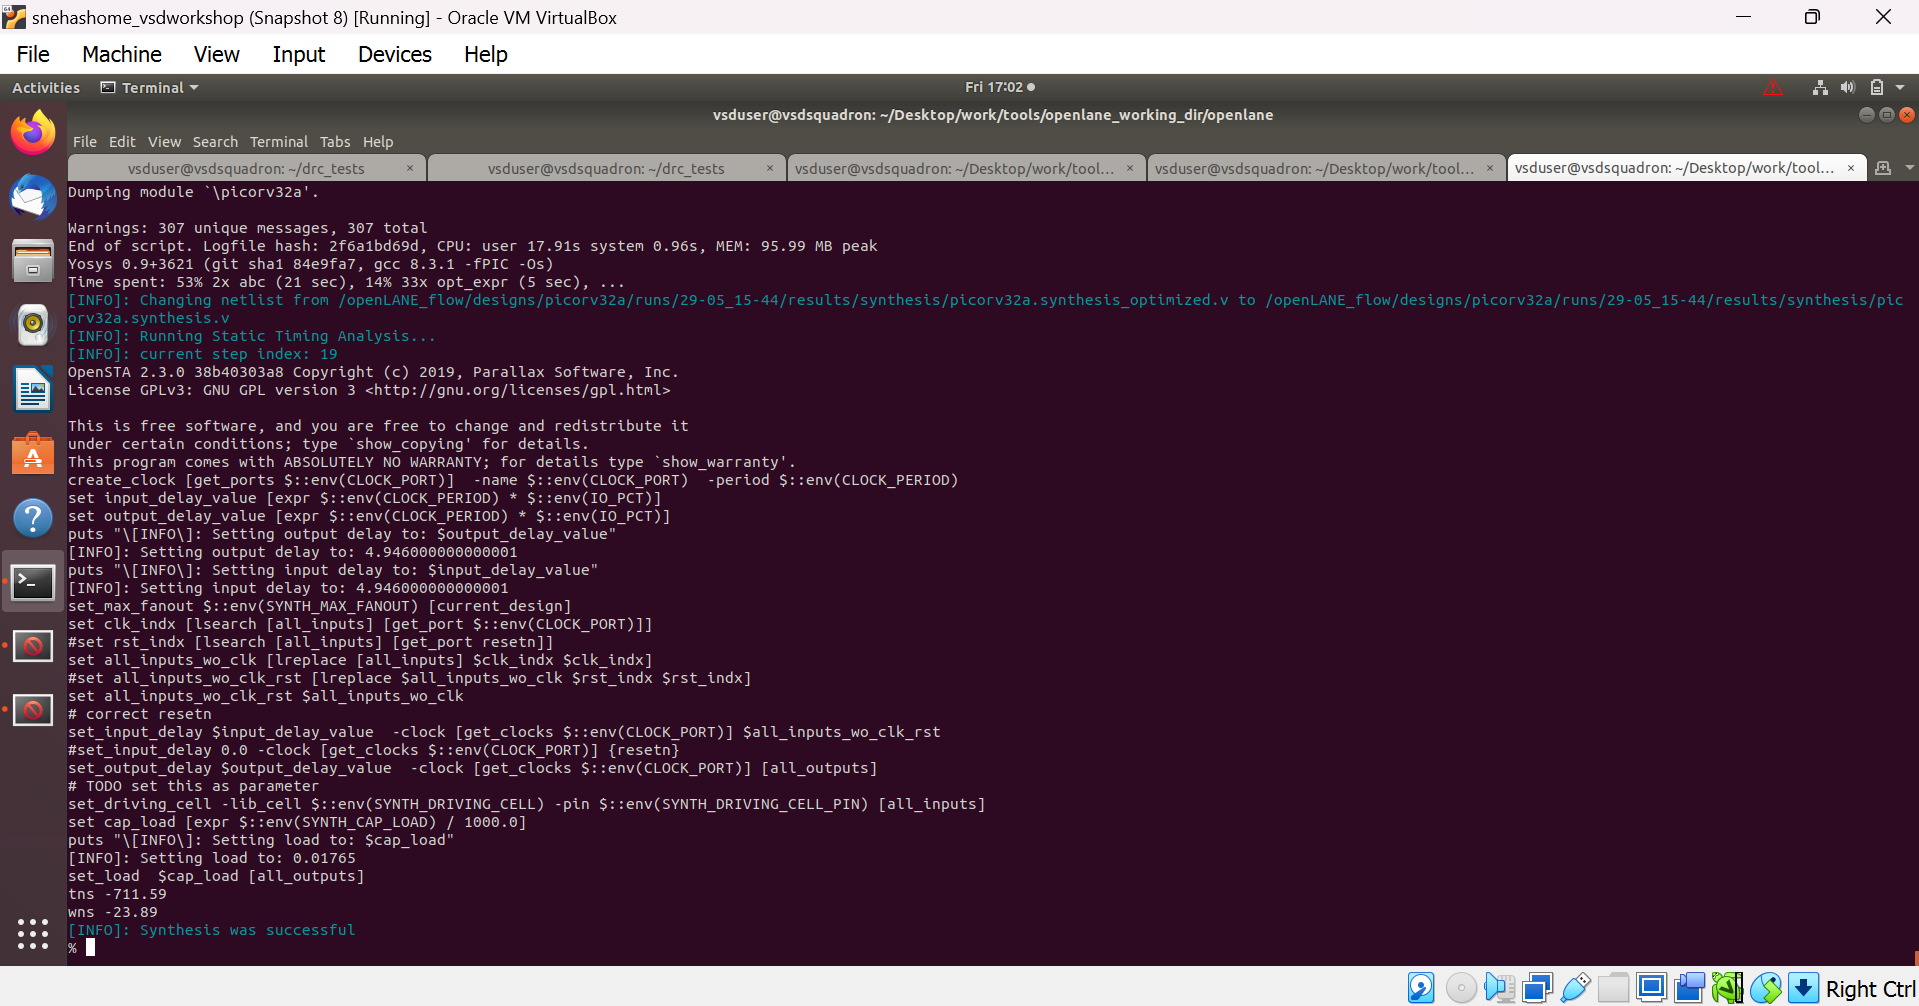 snehashome_vsdworkshop (Snapshot 8) [Running] - Oracle VM VirtualBox
File Machine View Input Devices Help
Activities Terminal Fri 17:02
vsduser@vsdsquadron: ~/Desktop/work/tools/openlane_working_dir/openlane
File Edit View Search Terminal Tabs Help
vsduser@vsdsquadron: ~/drc_tests vsduser@vsdsquadron: ~/drc_tests vsduser@vsdsquadron: ~/Desktop/work/tool... vsduser@vsdsquadron: ~/Desktop/work/tool... vsduser@vsdsquadron: ~/Desktop/work/tool...
Dumping module `\picorv32a'.
Warnings: 307 unique messages, 307 total
End of script. Logfile hash: 2f6a1bd69d, CPU: user 17.91s system 0.96s, MEM: 95.99 MB peak
Yosys 0.9+3621 (git sha1 84e9fa7, gcc 8.3.1 -fPIC -Os)
Time spent: 53% 2x abc (21 sec), 14% 33x opt_expr (5 sec), ...
[INFO]: Changing netlist from /openLANE_flow/designs/picorv32a/runs/29-05_15-44/results/synthesis/picorv32a.synthesis_optimized.v to /openLANE_flow/designs/picorv32a/runs/29-05_15-44/results/synthesis/pic
orv32a.synthesis.v
[INFO]: Running Static Timing Analysis...
[INFO]: current step index: 19
OpenSTA 2.3.0 38b40303a8 Copyright (c) 2019, Parallax Software, Inc.
License GPLv3: GNU GPL version 3 <http://gnu.org/licenses/gpl.html>
This is free software, and you are free to change and redistribute it
under certain conditions; type `show_copying' for details.
This program comes with ABSOLUTELY NO WARRANTY; for details type `show_warranty'.
create_clock [get_ports $::env(CLOCK_PORT)]  -name $::env(CLOCK_PORT)  -period $::env(CLOCK_PERIOD)
set input_delay_value [expr $::env(CLOCK_PERIOD) * $::env(IO_PCT)]
set output_delay_value [expr $::env(CLOCK_PERIOD) * $::env(IO_PCT)]
puts "\[INFO\]: Setting output delay to: $output_delay_value"
[INFO]: Setting output delay to: 4.946000000000001
puts "\[INFO\]: Setting input delay to: $input_delay_value"
[INFO]: Setting input delay to: 4.946000000000001
set_max_fanout $::env(SYNTH_MAX_FANOUT) [current_design]
set clk_indx [lsearch [all_inputs] [get_port $::env(CLOCK_PORT)]]
#set rst_indx [lsearch [all_inputs] [get_port resetn]]
set all_inputs_wo_clk [lreplace [all_inputs] $clk_indx $clk_indx]
#set all_inputs_wo_clk_rst [lreplace $all_inputs_wo_clk $rst_indx $rst_indx]
set all_inputs_wo_clk_rst $all_inputs_wo_clk
# correct resetn
set_input_delay $input_delay_value  -clock [get_clocks $::env(CLOCK_PORT)] $all_inputs_wo_clk_rst
#set_input_delay 0.0 -clock [get_clocks $::env(CLOCK_PORT)] {resetn}
set_output_delay $output_delay_value  -clock [get_clocks $::env(CLOCK_PORT)] [all_outputs]
# TODO set this as parameter
set_driving_cell -lib_cell $::env(SYNTH_DRIVING_CELL) -pin $::env(SYNTH_DRIVING_CELL_PIN) [all_inputs]
set cap_load [expr $::env(SYNTH_CAP_LOAD) / 1000.0]
puts "\[INFO\]: Setting load to: $cap_load"
[INFO]: Setting load to: 0.01765
set_load  $cap_load [all_outputs]
tns -711.59
wns -23.89
[INFO]: Synthesis was successful
%
Right Ctrl